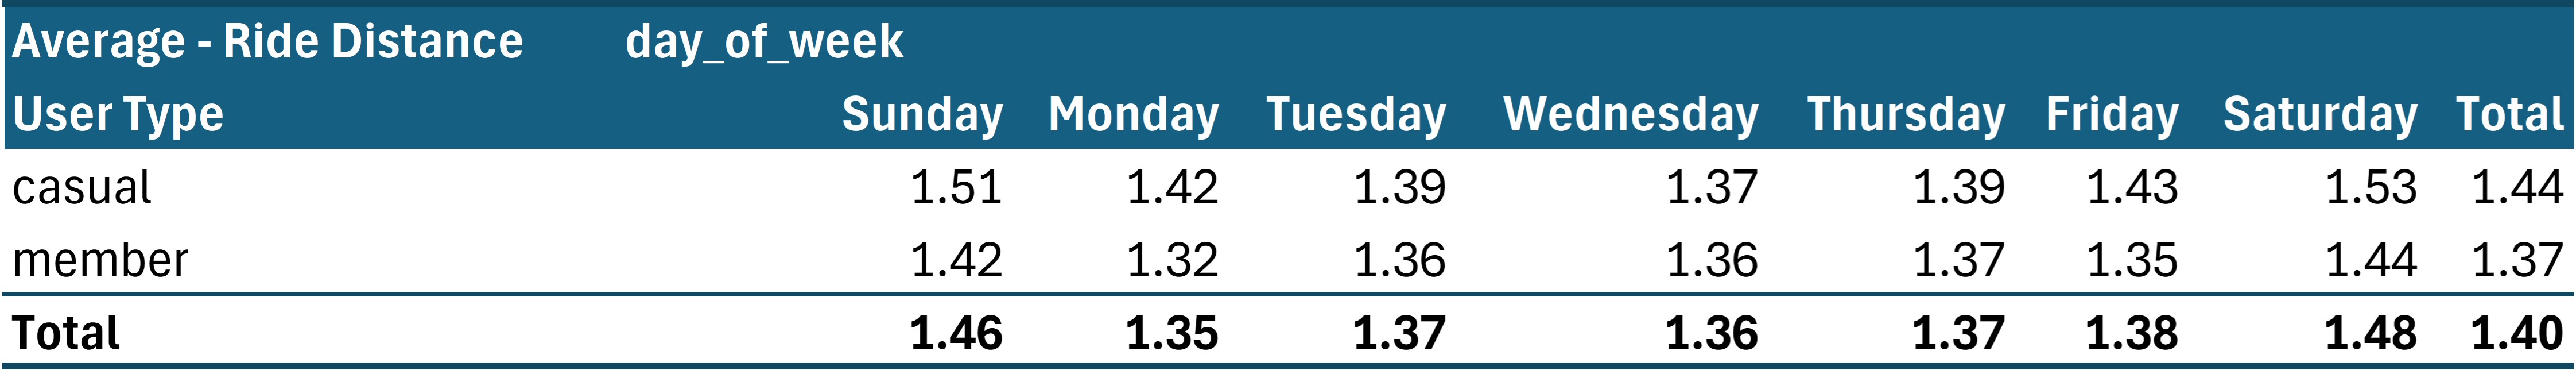 Average - Ride Distance day_of_week
User Type Sunday Monday Tuesday Wednesday Thursday Friday Saturday Total
casual 1.51 1.42 1.39 1.37 1.39 1.43 1.53 1.44
member 1.42 1.32 1.36 1.36 1.37 1.35 1.44 1.37
Total 1.46 1.35 1.37 1.36 1.37 1.38 1.48 1.40